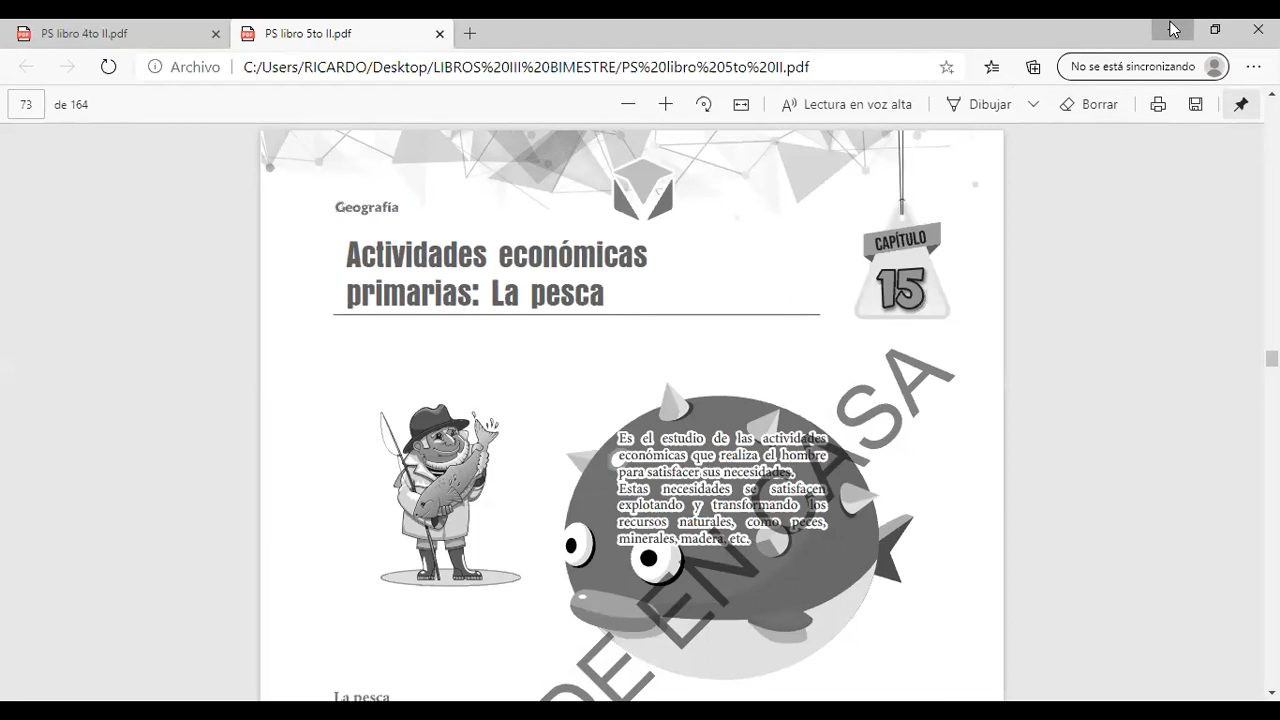 PS libro 4to II.pdf
PS libro 5to II.pdf
Archivo
C:/Users/RICARDO/Desktop/LIBROS%20III%20BIMESTRE/PS%20libro%205to%20II.pdf
No se está sincronizando
73
de 164
Lectura en voz alta
Dibujar
Borrar
Geografía
Actividades económicas
primarias: La pesca
CAPÍTULO
15
Es el estudio de las actividades
económicas que realiza el hombre
para satisfacer sus necesidades.
Estas necesidades se satisfacen
explotando y transformando los
recursos naturales, como peces,
minerales, madera, etc.
DE EN CASA
La pesca